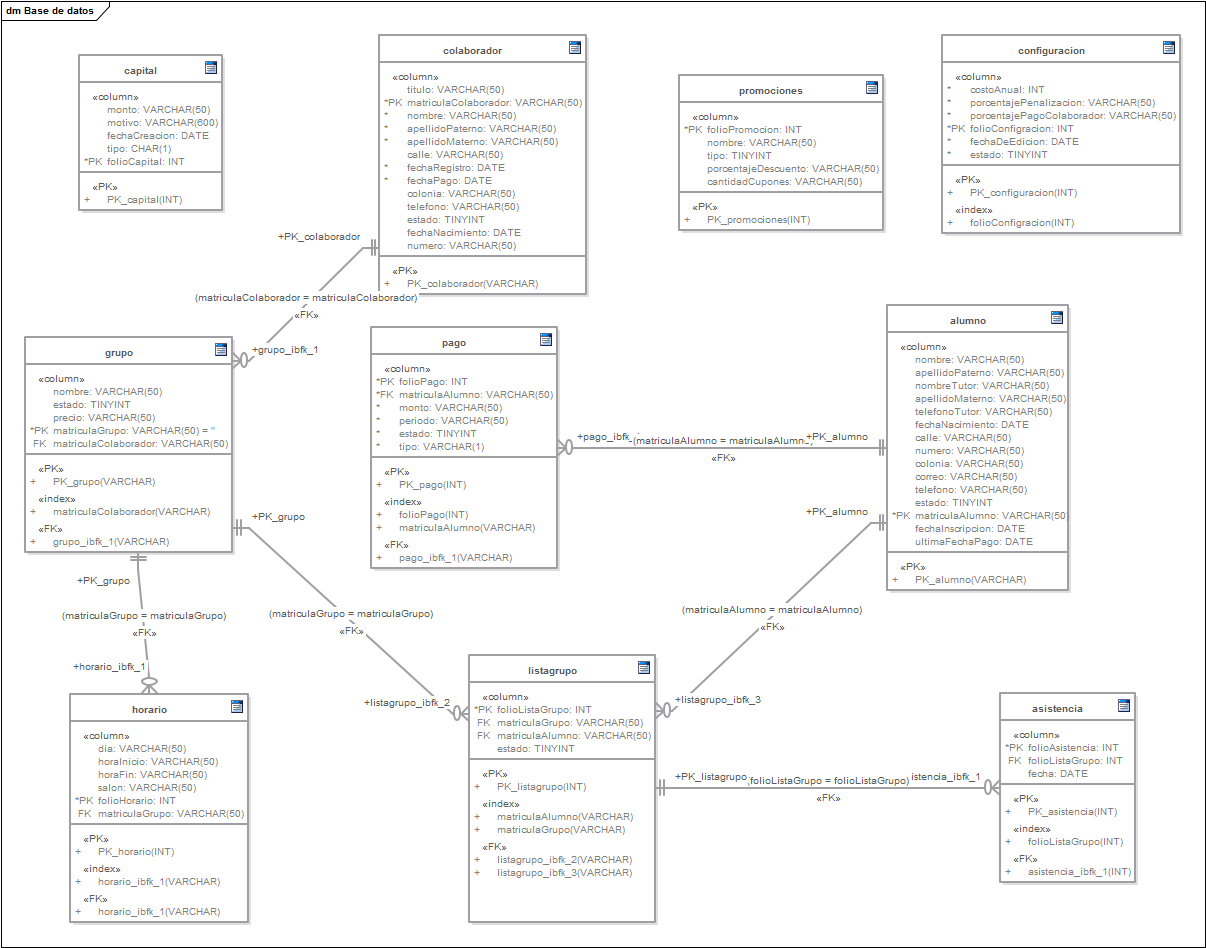 dm Base de datos
capital
«column»
monto: VARCHAR(50)
motivo: VARCHAR(600)
fechaCreacion: DATE
tipo: CHAR(1)
*PK folioCapital: INT
«PK»
+ PK_capital(INT)
colaborador
«column»
titulo: VARCHAR(50)
*PK matriculaColaborador: VARCHAR(50)
* nombre: VARCHAR(50)
* apellidoPaterno: VARCHAR(50)
* apellidoMaterno: VARCHAR(50)
calle: VARCHAR(50)
* fechaRegistro: DATE
* fechaPago: DATE
colonia: VARCHAR(50)
telefono: VARCHAR(50)
estado: TINYINT
fechaNacimiento: DATE
numero: VARCHAR(50)
«PK»
+ PK_colaborador(VARCHAR)
promociones
«column»
*PK folioPromocion: INT
nombre: VARCHAR(50)
tipo: TINYINT
porcentajeDescuento: VARCHAR(50)
cantidadCupones: VARCHAR(50)
«PK»
+ PK_promociones(INT)
configuracion
«column»
* costoAnual: INT
* porcentajePenalizacion: VARCHAR(50)
* porcentajePagoColaborador: VARCHAR(50)
*PK folioConfigracion: INT
* fechaDeEdicion: DATE
* estado: TINYINT
«PK»
+ PK_configuracion(INT)
«index»
+ folioConfigracion(INT)
+PK_colaborador
(matriculaColaborador = matriculaColaborador)
«FK»
+grupo_ibfk_1
grupo
«column»
nombre: VARCHAR(50)
estado: TINYINT
precio: VARCHAR(50)
*PK matriculaGrupo: VARCHAR(50) = ''
FK matriculaColaborador: VARCHAR(50)
«PK»
+ PK_grupo(VARCHAR)
«index»
+ matriculaColaborador(VARCHAR)
«FK»
+ grupo_ibfk_1(VARCHAR)
pago
«column»
*PK folioPago: INT
*FK matriculaAlumno: VARCHAR(50)
* monto: VARCHAR(50)
* periodo: VARCHAR(50)
* estado: TINYINT
* tipo: VARCHAR(1)
«PK»
+ PK_pago(INT)
«index»
+ folioPago(INT)
+ matriculaAlumno(VARCHAR)
«FK»
+ pago_ibfk_1(VARCHAR)
+pago_ibfk_
(matriculaAlumno = matriculaAlumno)
+PK_alumno
«FK»
alumno
«column»
nombre: VARCHAR(50)
apellidoPaterno: VARCHAR(50)
nombreTutor: VARCHAR(50)
apellidoMaterno: VARCHAR(50)
telefonoTutor: VARCHAR(50)
fechaNacimiento: DATE
calle: VARCHAR(50)
numero: VARCHAR(50)
colonia: VARCHAR(50)
correo: VARCHAR(50)
telefono: VARCHAR(50)
estado: TINYINT
*PK matriculaAlumno: VARCHAR(50)
fechaInscripcion: DATE
ultimaFechaPago: DATE
«PK»
+ PK_alumno(VARCHAR)
+PK_grupo
(matriculaGrupo = matriculaGrupo)
«FK»
+listagrupo_ibfk_2
+PK_alumno
(matriculaAlumno = matriculaAlumno)
«FK»
+listagrupo_ibfk_3
+PK_grupo
(matriculaGrupo = matriculaGrupo)
«FK»
+horario_ibfk_1
horario
«column»
dia: VARCHAR(50)
horaInicio: VARCHAR(50)
horaFin: VARCHAR(50)
salon: VARCHAR(50)
*PK folioHorario: INT
FK matriculaGrupo: VARCHAR(50)
«PK»
+ PK_horario(INT)
«index»
+ horario_ibfk_1(VARCHAR)
«FK»
+ horario_ibfk_1(VARCHAR)
listagrupo
«column»
*PK folioListaGrupo: INT
FK matriculaGrupo: VARCHAR(50)
FK matriculaAlumno: VARCHAR(50)
estado: TINYINT
«PK»
+ PK_listagrupo(INT)
«index»
+ matriculaAlumno(VARCHAR)
+ matriculaGrupo(VARCHAR)
«FK»
+ listagrupo_ibfk_2(VARCHAR)
+ listagrupo_ibfk_3(VARCHAR)
+PK_listagrupo
(folioListaGrupo = folioListaGrupo)
istencia_ibfk_1
«FK»
asistencia
«column»
*PK folioAsistencia: INT
FK folioListaGrupo: INT
fecha: DATE
«PK»
+ PK_asistencia(INT)
«index»
+ folioListaGrupo(INT)
«FK»
+ asistencia_ibfk_1(INT)